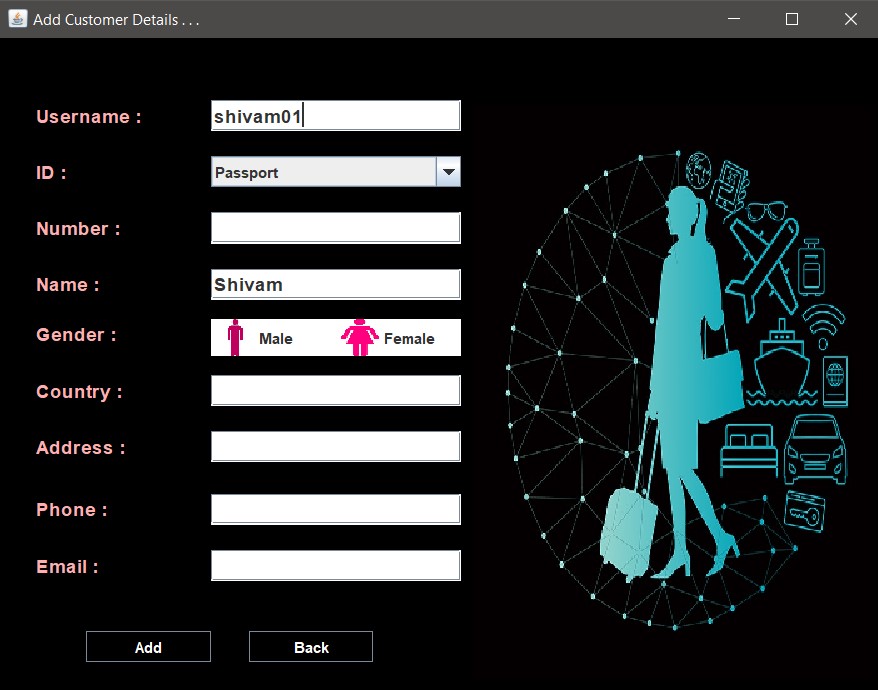 Add Customer Details . . .
Username : shivam01
ID : Passport
Number :
Name : Shivam
Gender : Male Female
Country :
Address :
Phone :
Email :
Add Back